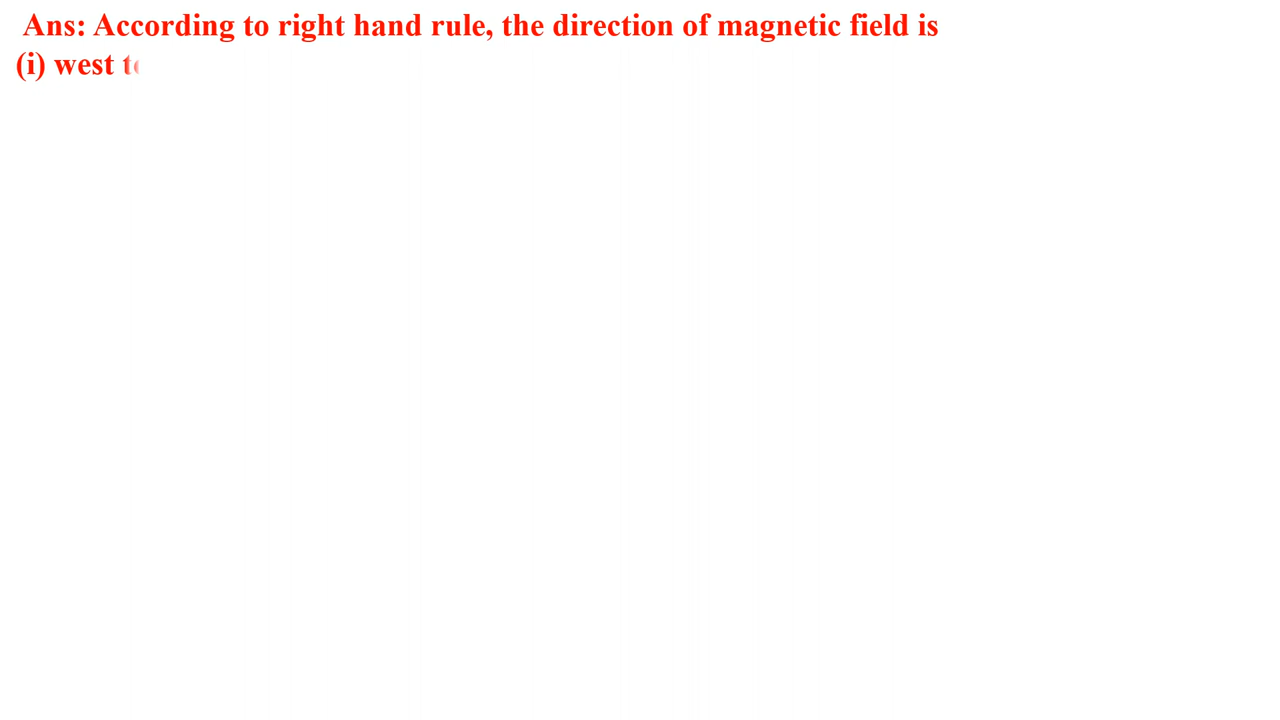 Ans: According to right hand rule, the direction of magnetic field is
(i) west